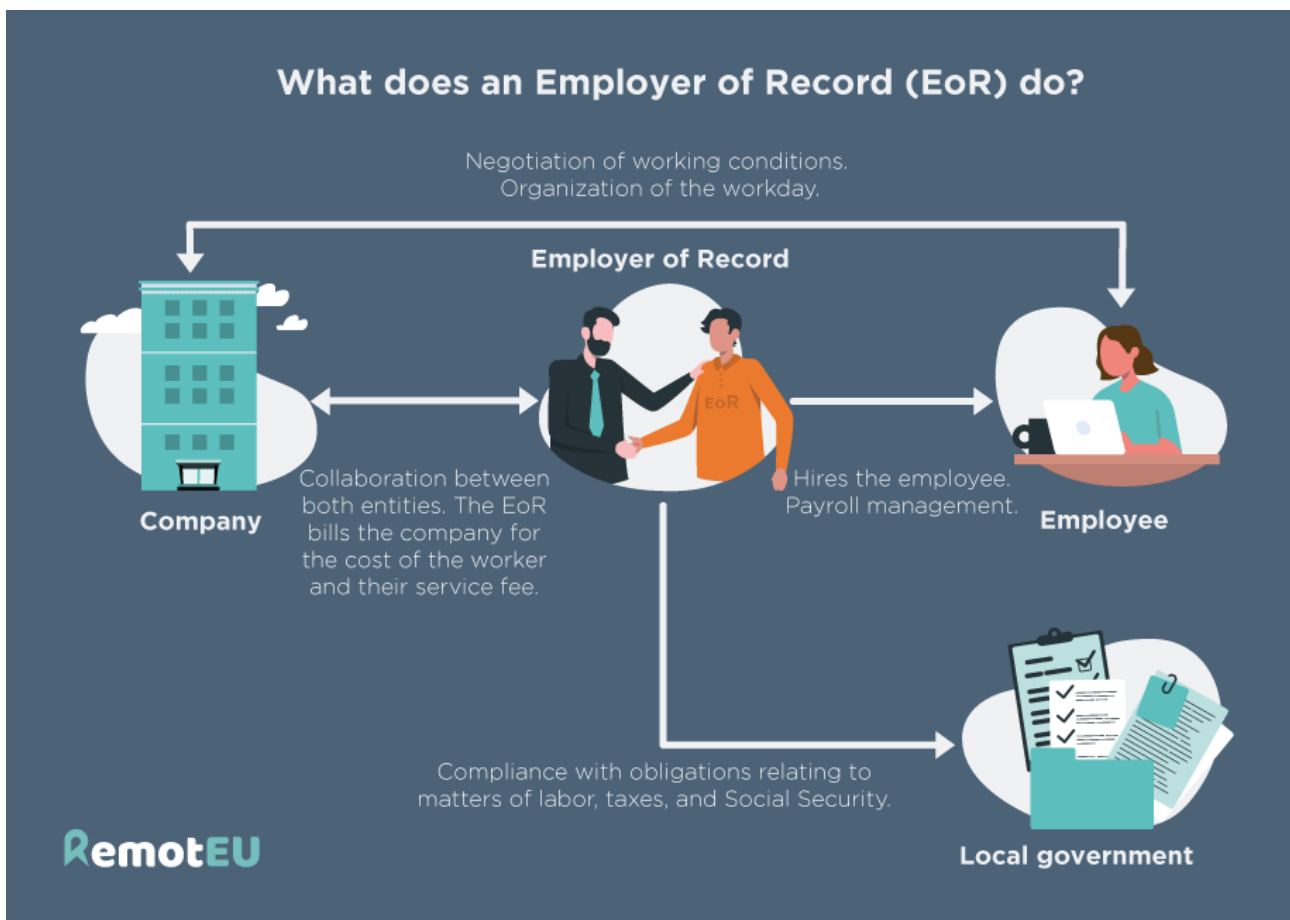 What does an Employer of Record (EoR) do?
Negotiation of working conditions.
Organization of the workday.
Employer of Record
EoR
Collaboration between
both entities. The EoR
bills the company for
the cost of the worker
and their service fee.
Hires the employee.
Payroll management.
Company
Employee
Compliance with obligations relating to
matters of labor, taxes, and Social Security.
Local government
RemotEU